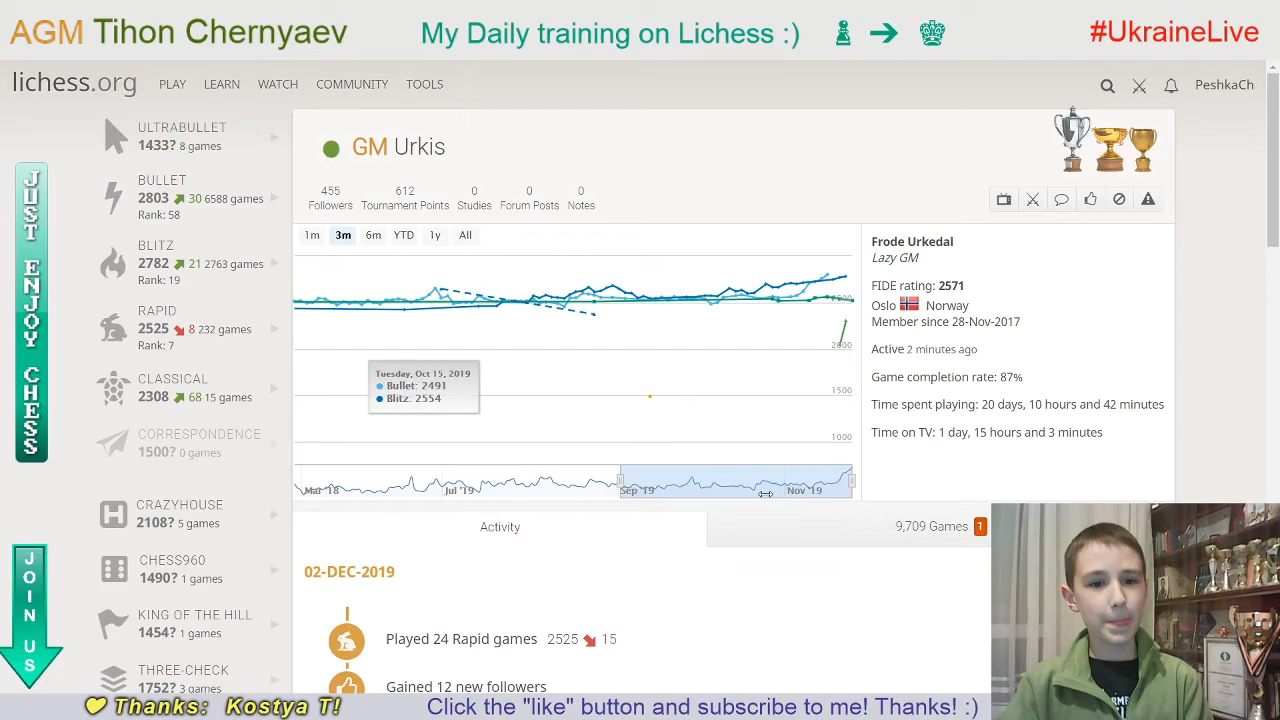 AGM Tihon Chernyaev
My Daily training on Lichess :)
#UkraineLive
lichess.org
PLAY LEARN WATCH COMMUNITY TOOLS
PeshkaCh
ULTRABULLET
1433? 8 games
BULLET
2803 30 6588 games
Rank: 58
BLITZ
2782 21 2763 games
Rank: 19
RAPID
2525 8 232 games
Rank: 7
CLASSICAL
2308 68 15 games
CORRESPONDENCE
1500? 0 games
CRAZYHOUSE
2108? 5 games
CHESS960
1490? 1 games
KING OF THE HILL
1454? 1 games
THREE-CHECK
1752? 3 games
JUST ENJOY CHESS
JOIN US
GM Urkis
455 612 0 0 0
Followers Tournament Points Studies Forum Posts Notes
1m 3m 6m YTD 1y All
2000
1500
1000
Tuesday, Oct 15, 2019
Bullet: 2491
Blitz: 2554
Mar '18 Jul '19 Sep '19 Nov '19
Frode Urkedal
Lazy GM
FIDE rating: 2571
Oslo Norway
Member since 28-Nov-2017
Active 2 minutes ago
Game completion rate: 87%
Time spent playing: 20 days, 10 hours and 42 minutes
Time on TV: 1 day, 15 hours and 3 minutes
Activity
9,709 Games 1
02-DEC-2019
Played 24 Rapid games 2525 15
Gained 12 new followers
Thanks: Kostya T!
Click the "like" button and subscribe to me! Thanks! :)